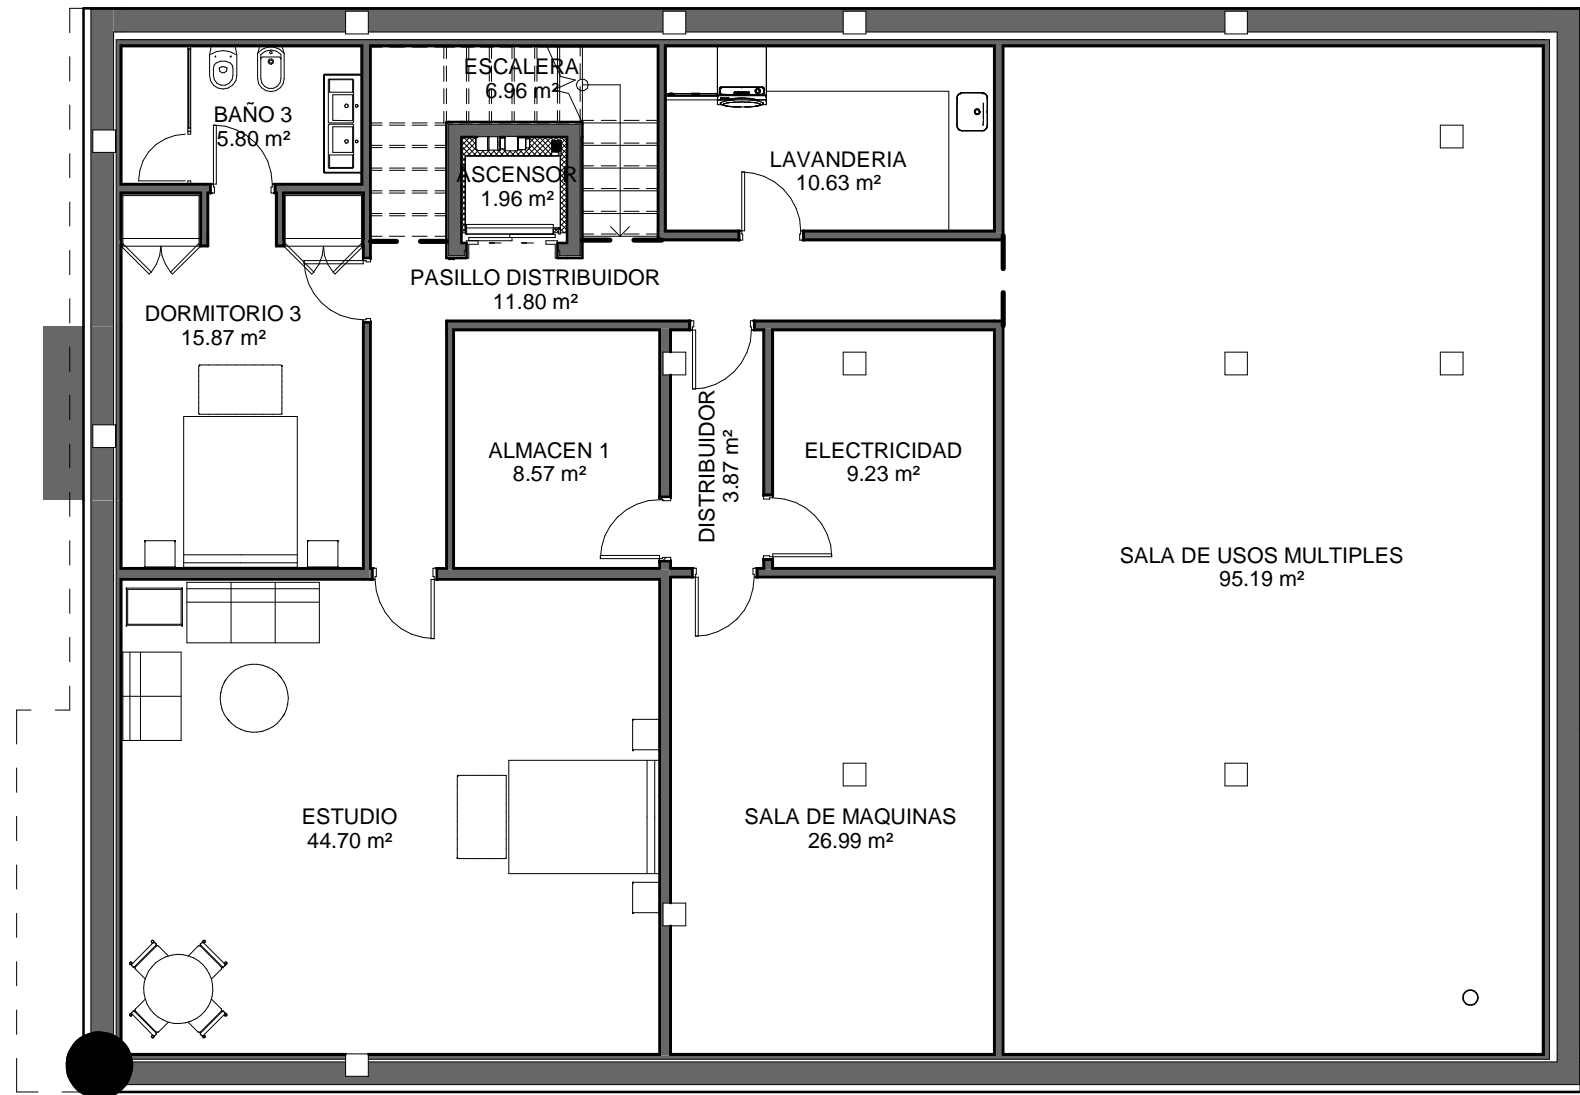 ESCALERA
6.96 m²
BAÑO 3
5.80 m²
LAVANDERIA
10.63 m²
ASCENSOR
1.96 m²
PASILLO DISTRIBUIDOR
11.80 m²
DORMITORIO 3
15.87 m²
ALMACEN 1
8.57 m²
DISTRIBUIDOR
3.87 m²
ELECTRICIDAD
9.23 m²
SALA DE USOS MULTIPLES
95.19 m²
ESTUDIO
44.70 m²
SALA DE MAQUINAS
26.99 m²